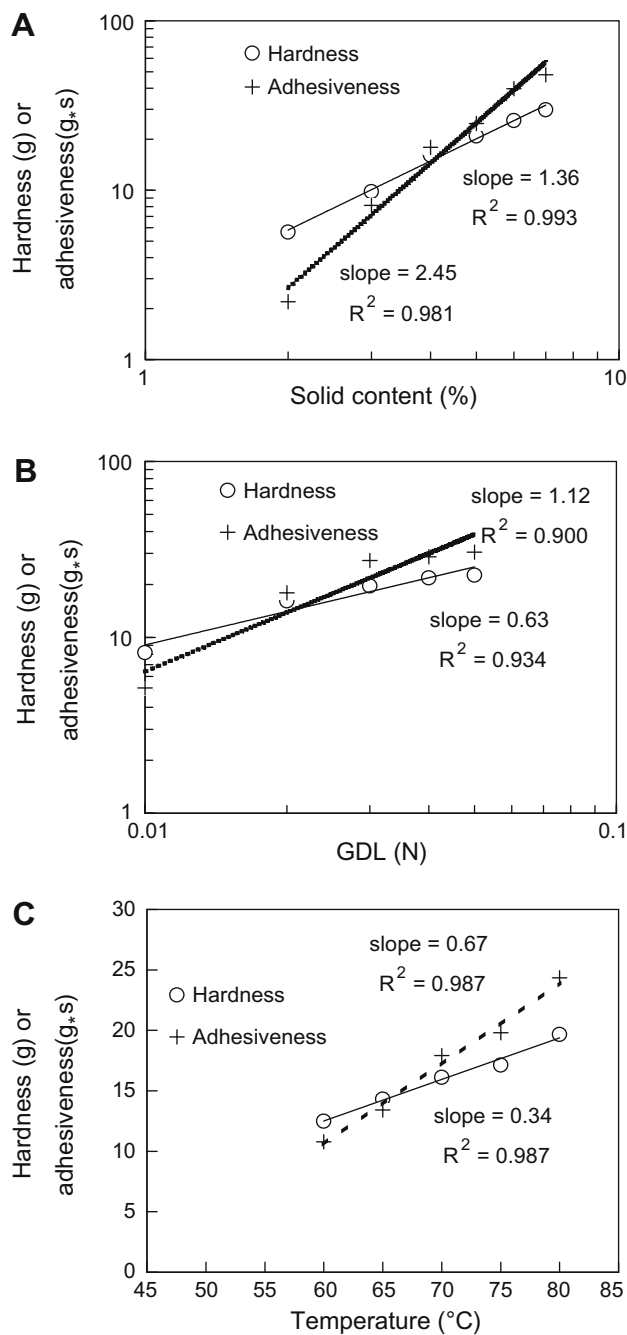 A
100
10
1
Hardness (g) or
adhesiveness(g*s)
Hardness
Adhesiveness
slope = 1.36
R² = 0.993
slope = 2.45
R² = 0.981
1
10
Solid content (%)
B
100
10
1
Hardness (g) or
adhesiveness(g*s)
Hardness
Adhesiveness
slope = 1.12
R² = 0.900
slope = 0.63
R² = 0.934
0.01
0.1
GDL (N)
C
30
25
20
15
10
5
0
Hardness (g) or
adhesiveness(g*s)
slope = 0.67
R² = 0.987
Hardness
Adhesiveness
slope = 0.34
R² = 0.987
45 50 55 60 65 70 75 80 85
Temperature (°C)